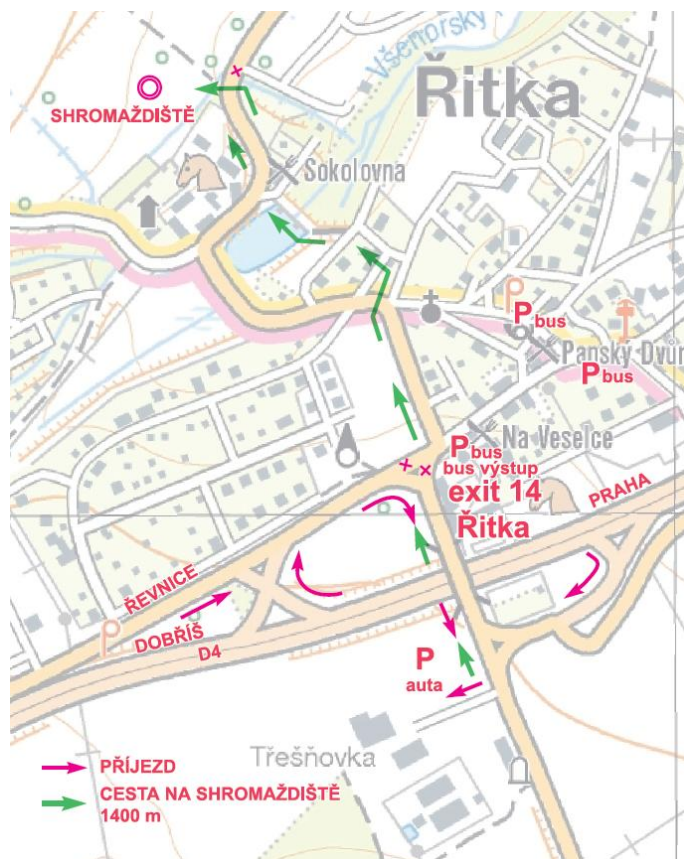 Všenorský p
Řitka
SHROMAŽDIŠTĚ
Sokolovna
P bus
Panský Dvůr
P bus
Na Veselce
P bus
bus výstup
exit 14
Řitka
PRAHA
ŘEVNICE
DOBŘÍŠ
D4
P
auta
Třešňovka
PŘÍJEZD
CESTA NA SHROMAŽDIŠTĚ
1400 m